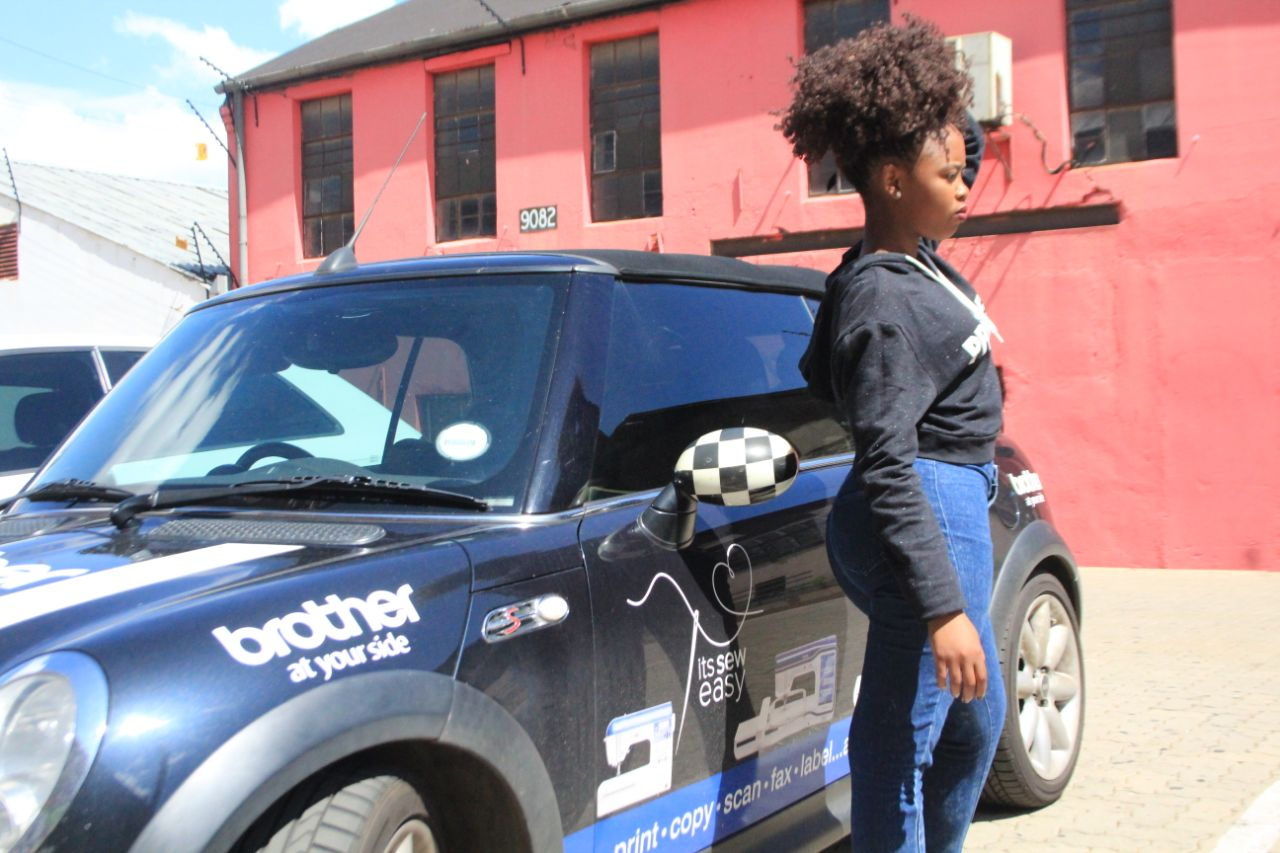 9082
brother
at your side
S
its sew
easy
print · copy · scan · fax · label...a
brother